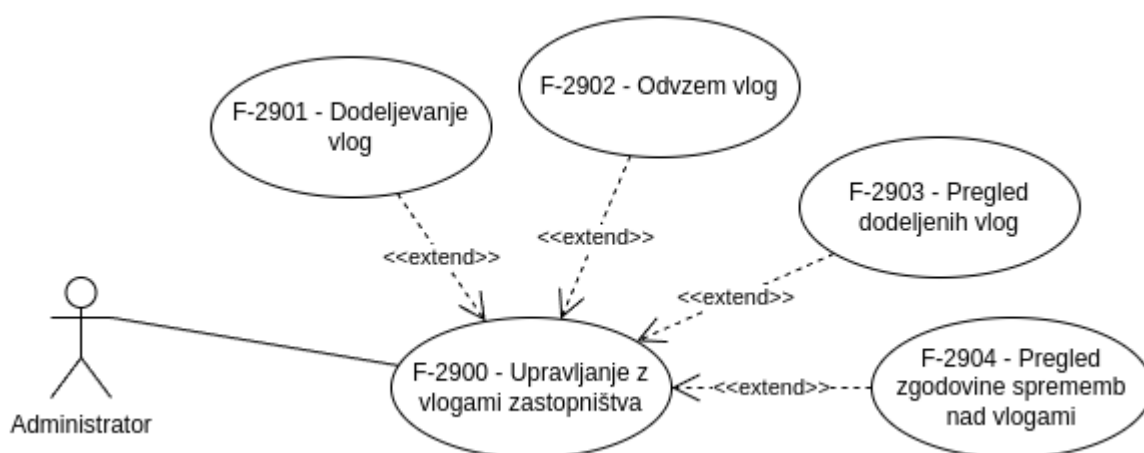 F-2901 - Dodeljevanje
vlog
F-2902 - Odvzem vlog
F-2903 - Pregled
dodeljenih vlog
<<extend>>
<<extend>>
<<extend>>
F-2900 - Upravljanje z
vlogami zastopništva
<<extend>>
F-2904 - Pregled
zgodovine sprememb
nad vlogami
Administrator